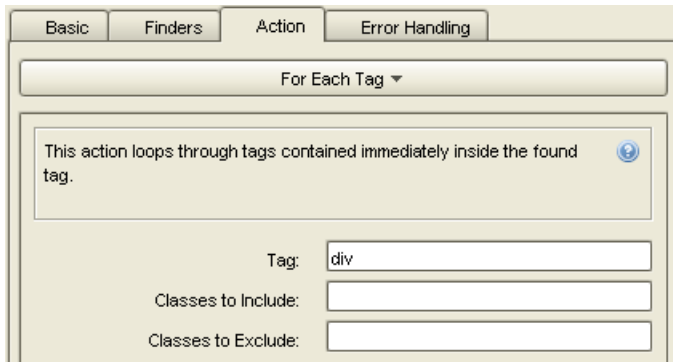 Basic Finders Action Error Handling
For Each Tag
This action loops through tags contained immediately inside the found
tag.
Tag: div
Classes to Include:
Classes to Exclude: